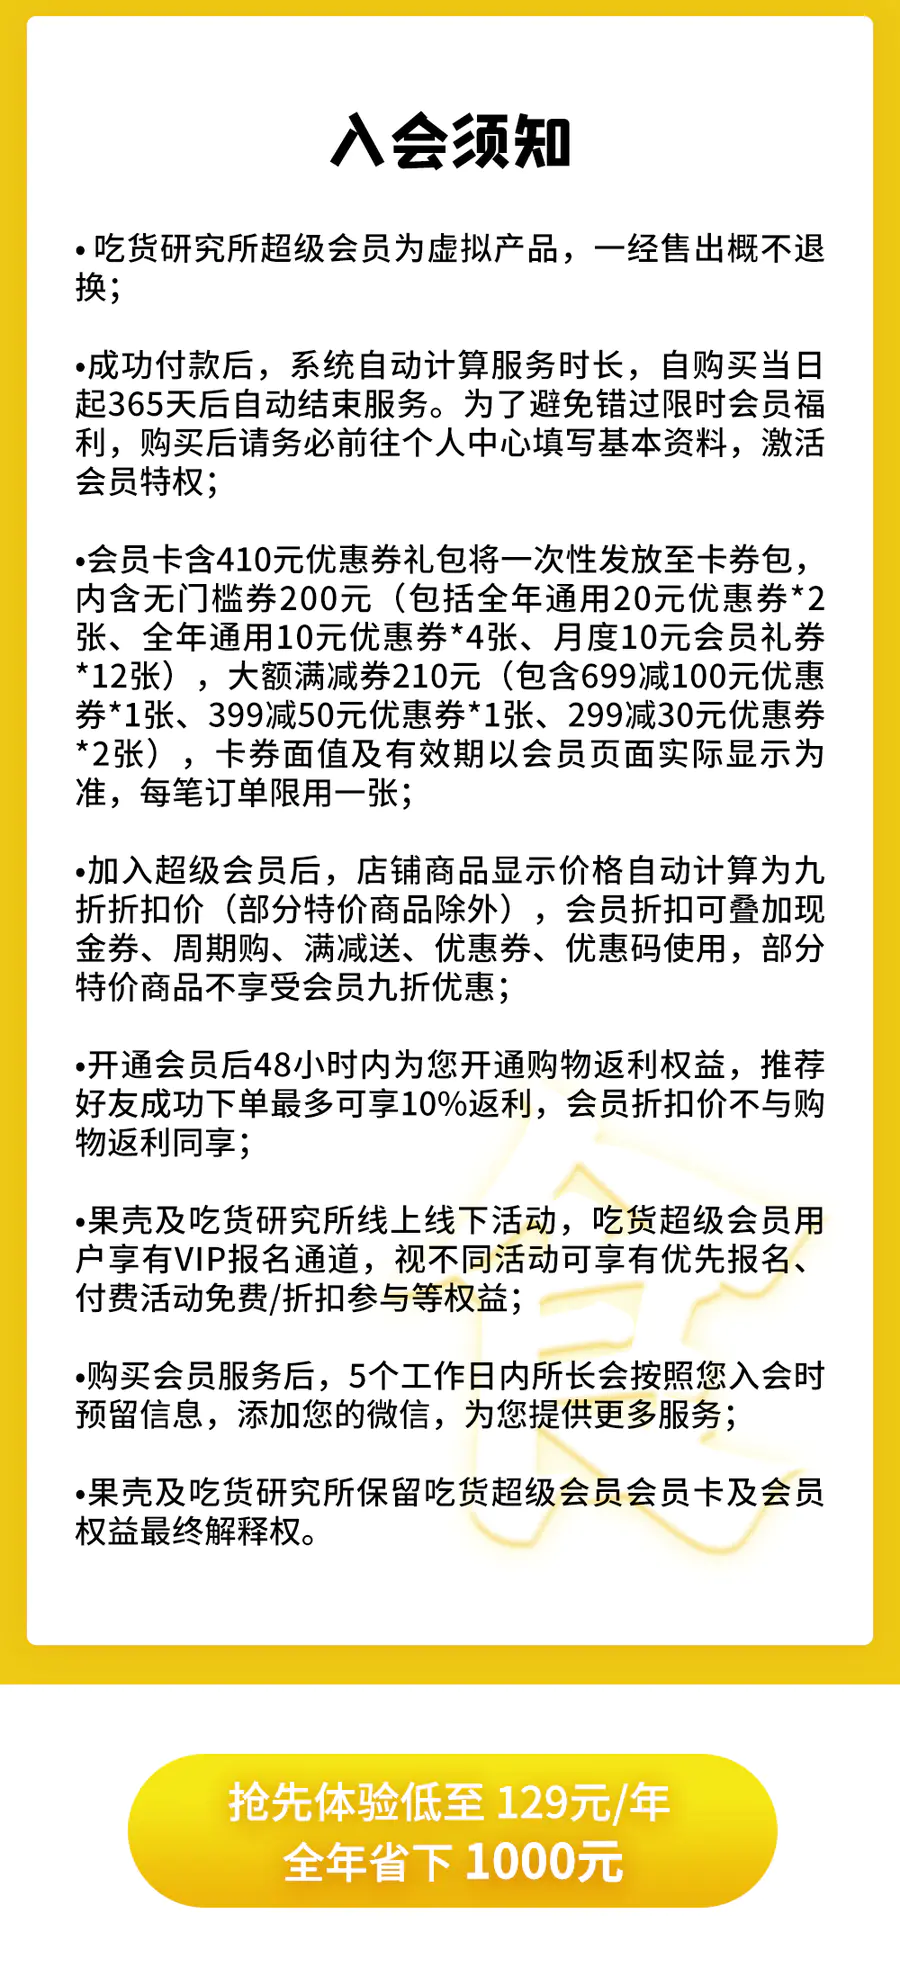 入会须知
• 吃货研究所超级会员为虚拟产品，一经售出概不退
换；
•成功付款后，系统自动计算服务时长，自购买当日
起365天后自动结束服务。为了避免错过限时会员福
利，购买后请务必前往个人中心填写基本资料，激活
会员特权；
•会员卡含410元优惠券礼包将一次性发放至卡券包，
内含无门槛券200元（包括全年通用20元优惠券*2
张、全年通用10元优惠券*4张、月度10元会员礼券
*12张），大额满减券210元（包含699减100元优惠
券*1张、399减50元优惠券*1张、299减30元优惠券
*2张），卡券面值及有效期以会员页面实际显示为
准，每笔订单限用一张；
•加入超级会员后，店铺商品显示价格自动计算为九
折折扣价（部分特价商品除外），会员折扣可叠加现
金券、周期购、满减送、优惠券、优惠码使用，部分
特价商品不享受会员九折优惠；
•开通会员后48小时内为您开通购物返利权益，推荐
好友成功下单最多可享10%返利，会员折扣价不与购
物返利同享；
•果壳及吃货研究所线上线下活动，吃货超级会员用
户享有VIP报名通道，视不同活动可享有优先报名、
付费活动免费/折扣参与等权益；
•购买会员服务后，5个工作日内所长会按照您入会时
预留信息，添加您的微信，为您提供更多服务；
•果壳及吃货研究所保留吃货超级会员会员卡及会员
权益最终解释权。
食
抢先体验低至 129元/年
全年省下 1000元